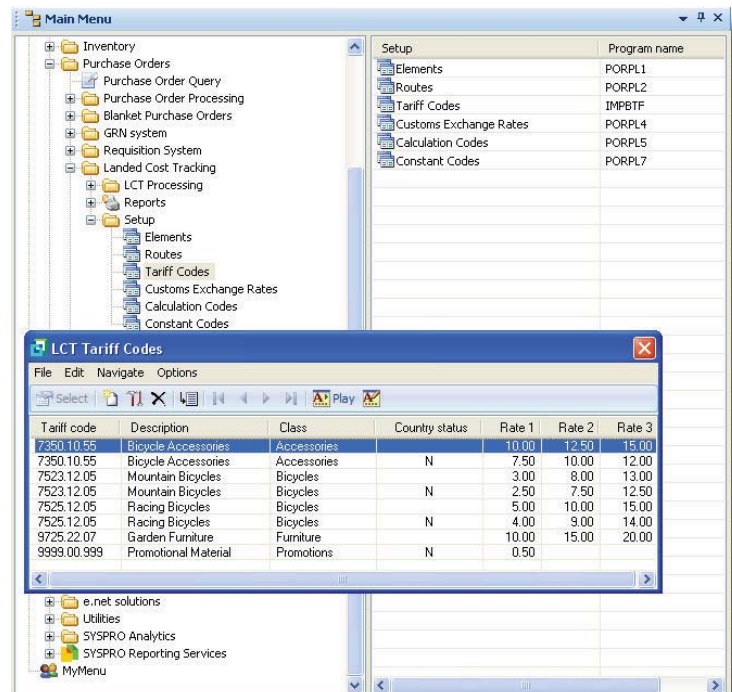 Main Menu
Inventory
Purchase Orders
Purchase Order Query
Purchase Order Processing
Blanket Purchase Orders
GRN system
Requisition System
Landed Cost Tracking
LCT Processing
Reports
Setup
Elements
Routes
Tariff Codes
Customs Exchange Rates
Calculation Codes
Constant Codes
Setup Program name
Elements PORPL1
Routes PORPL2
Tariff Codes IMPBTF
Customs Exchange Rates PORPL4
Calculation Codes PORPL5
Constant Codes PORPL7
LCT Tariff Codes
File Edit Navigate Options
Select Play
Tariff code Description Class Country status Rate 1 Rate 2 Rate 3
7350.10.55 Bicycle Accessories Accessories 10.00 12.50 15.00
7350.10.55 Bicycle Accessories Accessories N 7.50 10.00 12.00
7523.12.05 Mountain Bicycles Bicycles 3.00 8.00 13.00
7523.12.05 Mountain Bicycles Bicycles N 2.50 7.50 12.50
7525.12.05 Racing Bicycles Bicycles 5.00 10.00 15.00
7525.12.05 Racing Bicycles Bicycles N 4.00 9.00 14.00
9725.22.07 Garden Furniture Furniture 10.00 15.00 20.00
9999.00.999 Promotional Material Promotions N 0.50
e.net solutions
Utilities
SYSPRO Analytics
SYSPRO Reporting Services
MyMenu